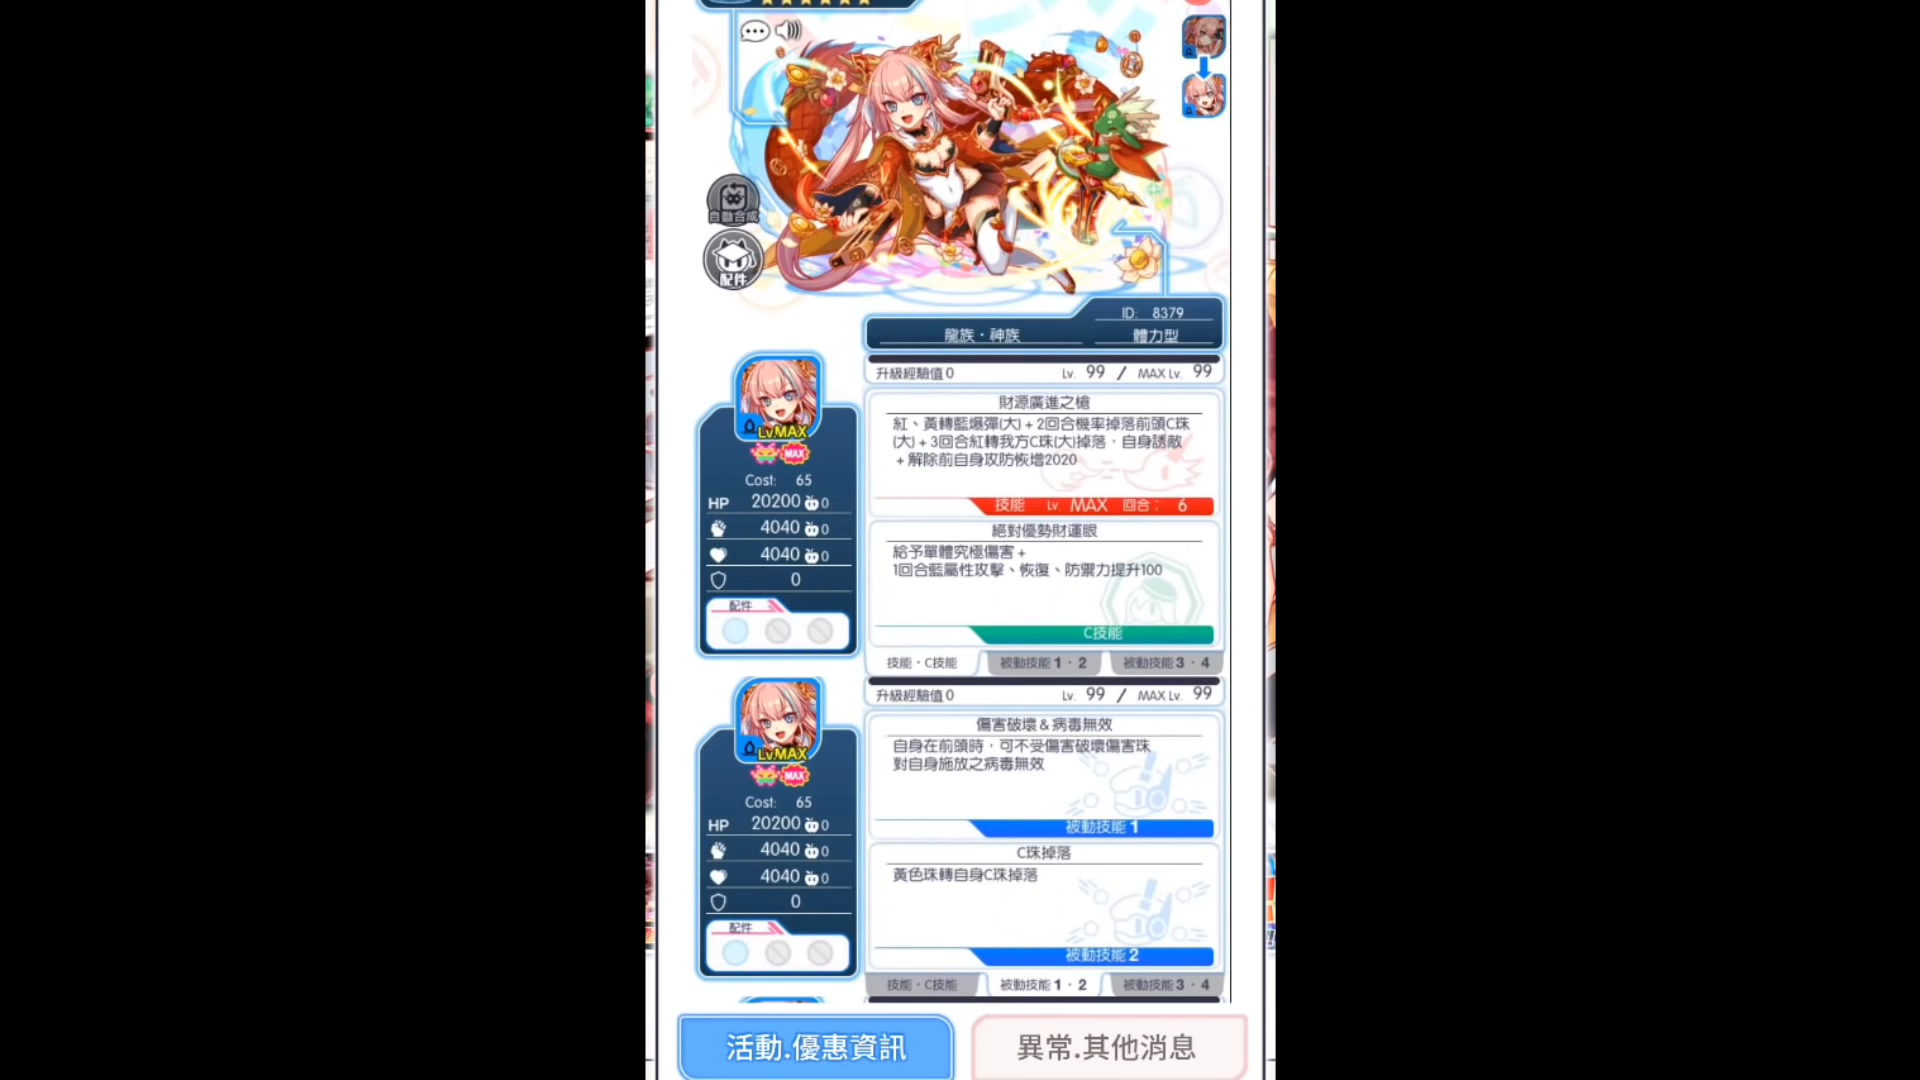 自動合成
配件
ID: 8379
龍族・神族 體力型
升級經驗值0 Lv. 99 / MAX Lv. 99
財源廣進之槍
紅、黃轉藍爆彈(大)+2回合機率掉落前頭C珠
(大)+3回合紅轉我方C珠(大)掉落，自身誘敵
+解除前自身攻防恢增2020
技能 Lv. MAX 回合： 6
絕對優勢財運眼
給予單體究極傷害+
1回合藍屬性攻擊、恢復、防禦力提升100
C技能
技能・C技能 被動技能1・2 被動技能3・4
Lv.MAX
MAX
Cost: 65
HP 20200 0
4040 0
4040 0
0
配件
升級經驗值0 Lv. 99 / MAX Lv. 99
傷害破壞＆病毒無效
自身在前頭時，可不受傷害破壞傷害珠
對自身施放之病毒無效
被動技能1
C珠掉落
黃色珠轉自身C珠掉落
被動技能2
技能・C技能 被動技能1・2 被動技能3・4
Lv.MAX
MAX
Cost: 65
HP 20200 0
4040 0
4040 0
0
配件
活動.優惠資訊
異常.其他消息